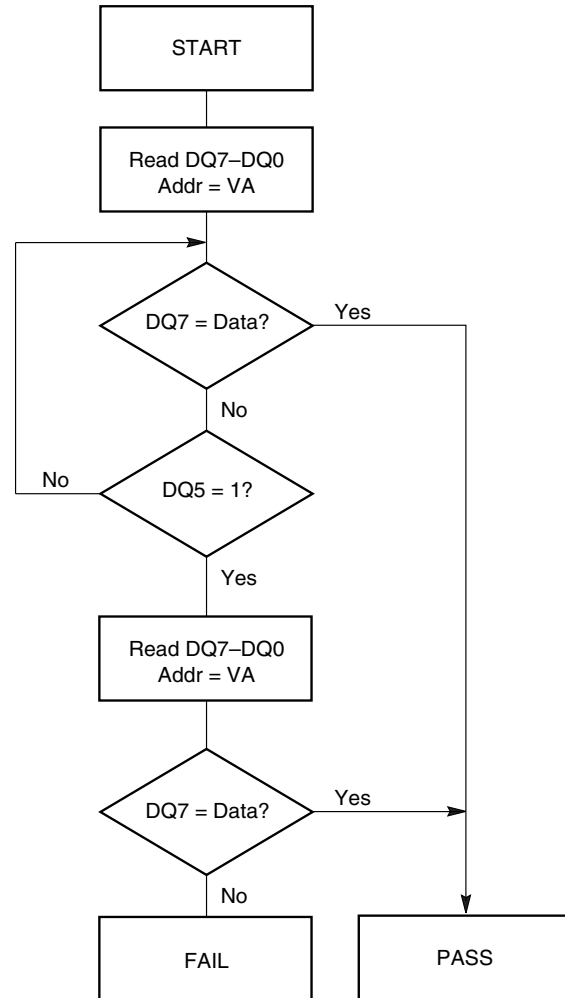 START
Read DQ7–DQ0
Addr = VA
DQ7 = Data?
Yes
No
No
DQ5 = 1?
Yes
Read DQ7–DQ0
Addr = VA
DQ7 = Data?
Yes
No
FAIL
PASS